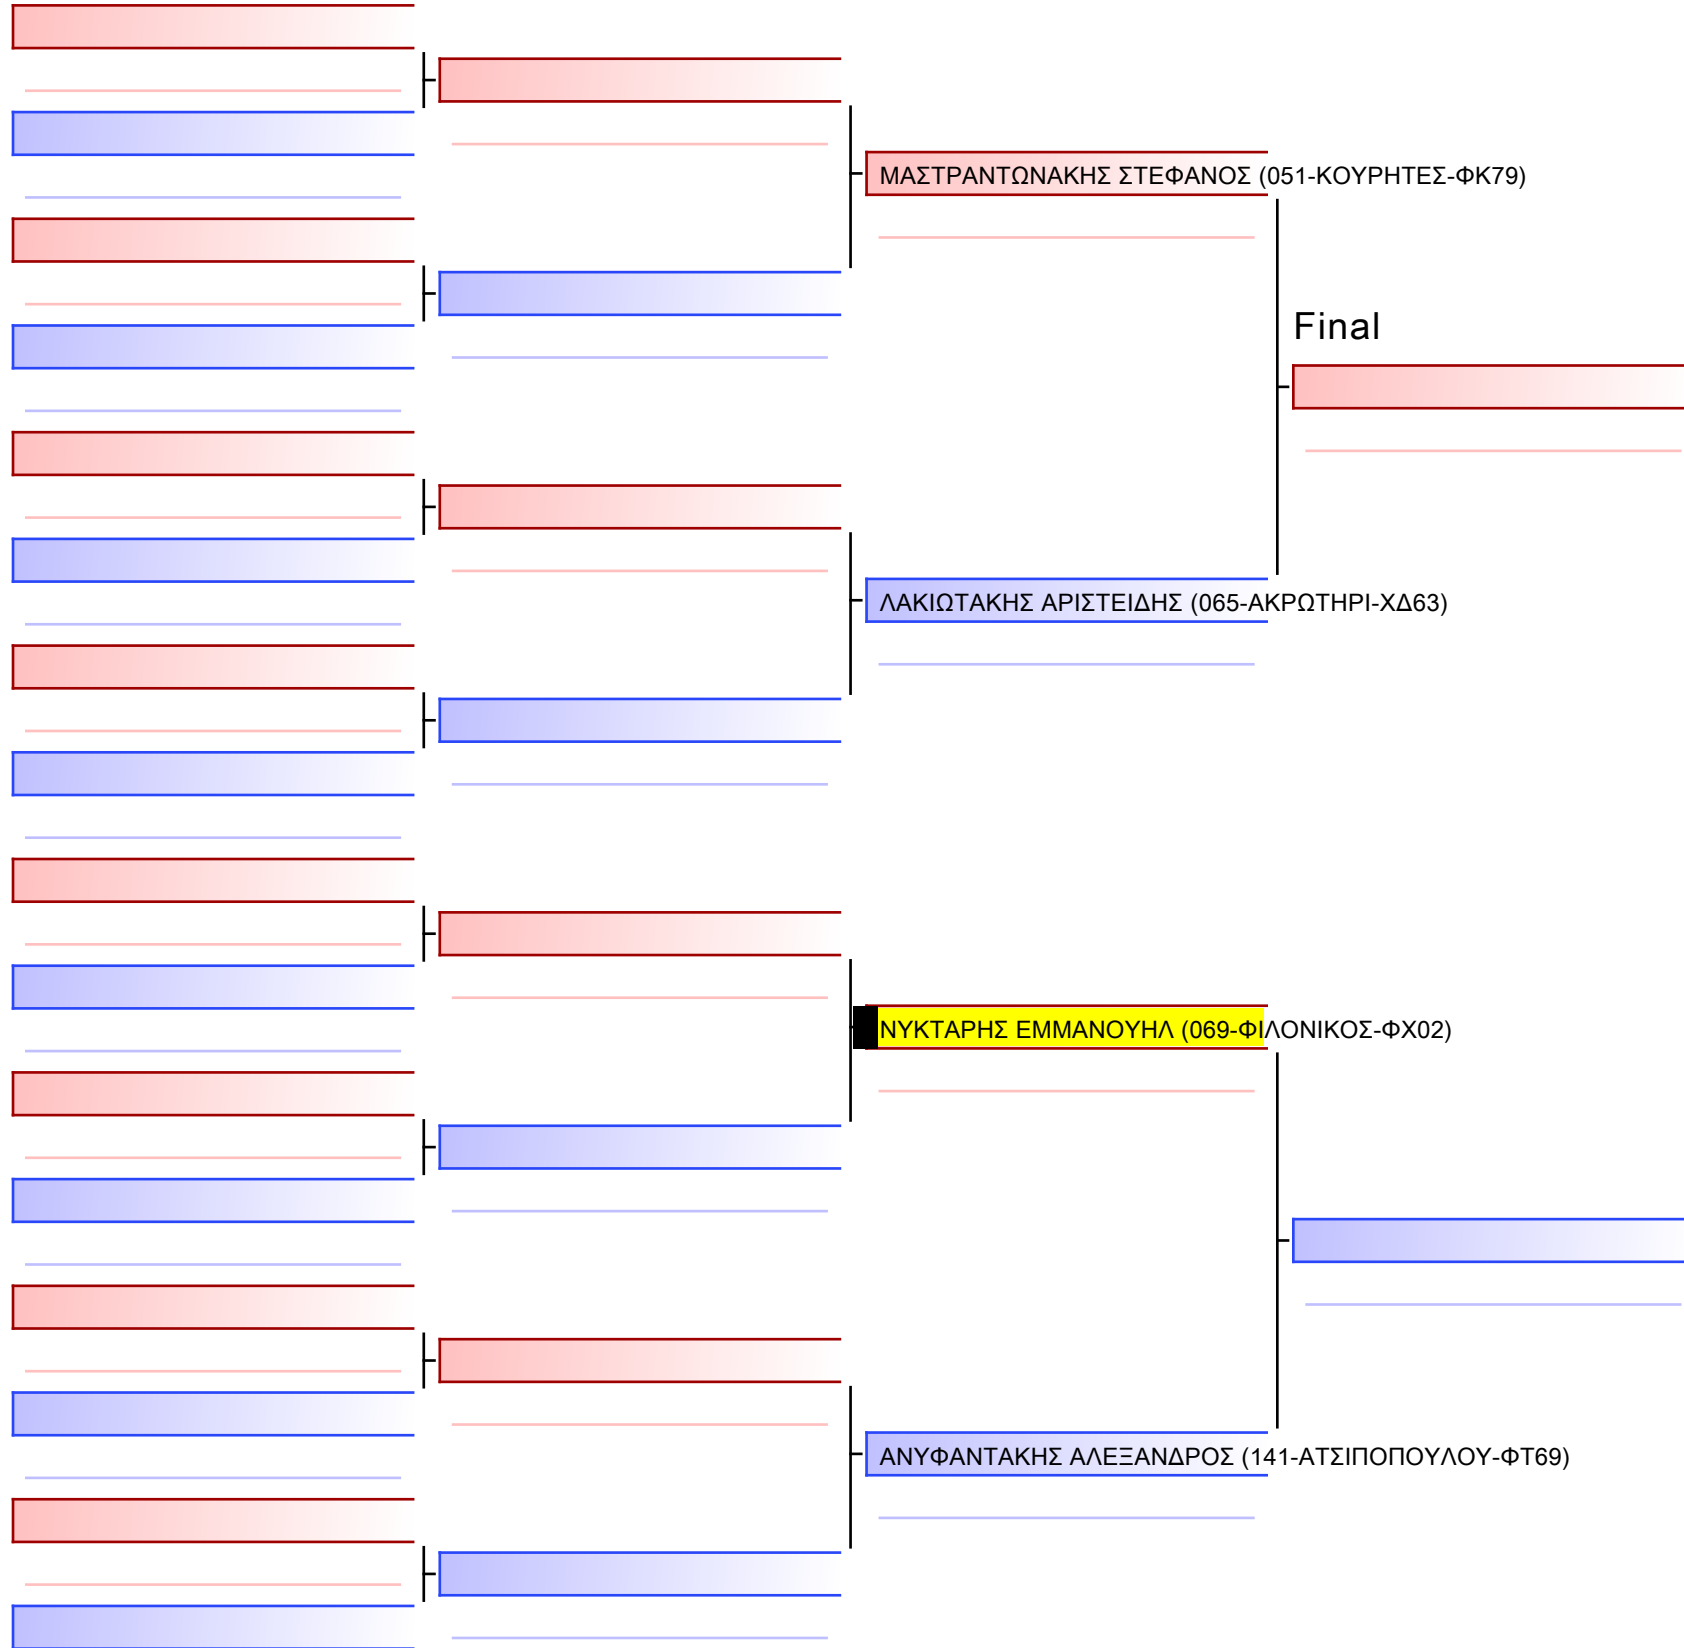 ΜΑΣΤΡΑΝΤΩΝΑΚΗΣ ΣΤΕΦΑΝΟΣ (051-ΚΟΥΡΗΤΕΣ-ΦΚ79)
Final
ΛΑΚΙΩΤΑΚΗΣ ΑΡΙΣΤΕΙΔΗΣ (065-ΑΚΡΩΤΗΡΙ-ΧΔ63)
ΝΥΚΤΑΡΗΣ ΕΜΜΑΝΟΥΗΛ (069-ΦΙΛΟΝΙΚΟΣ-ΦΧ02)
ΑΝΥΦΑΝΤΑΚΗΣ ΑΛΕΞΑΝΔΡΟΣ (141-ΑΤΣΙΠΟΠΟΥΛΟΥ-ΦΤ69)